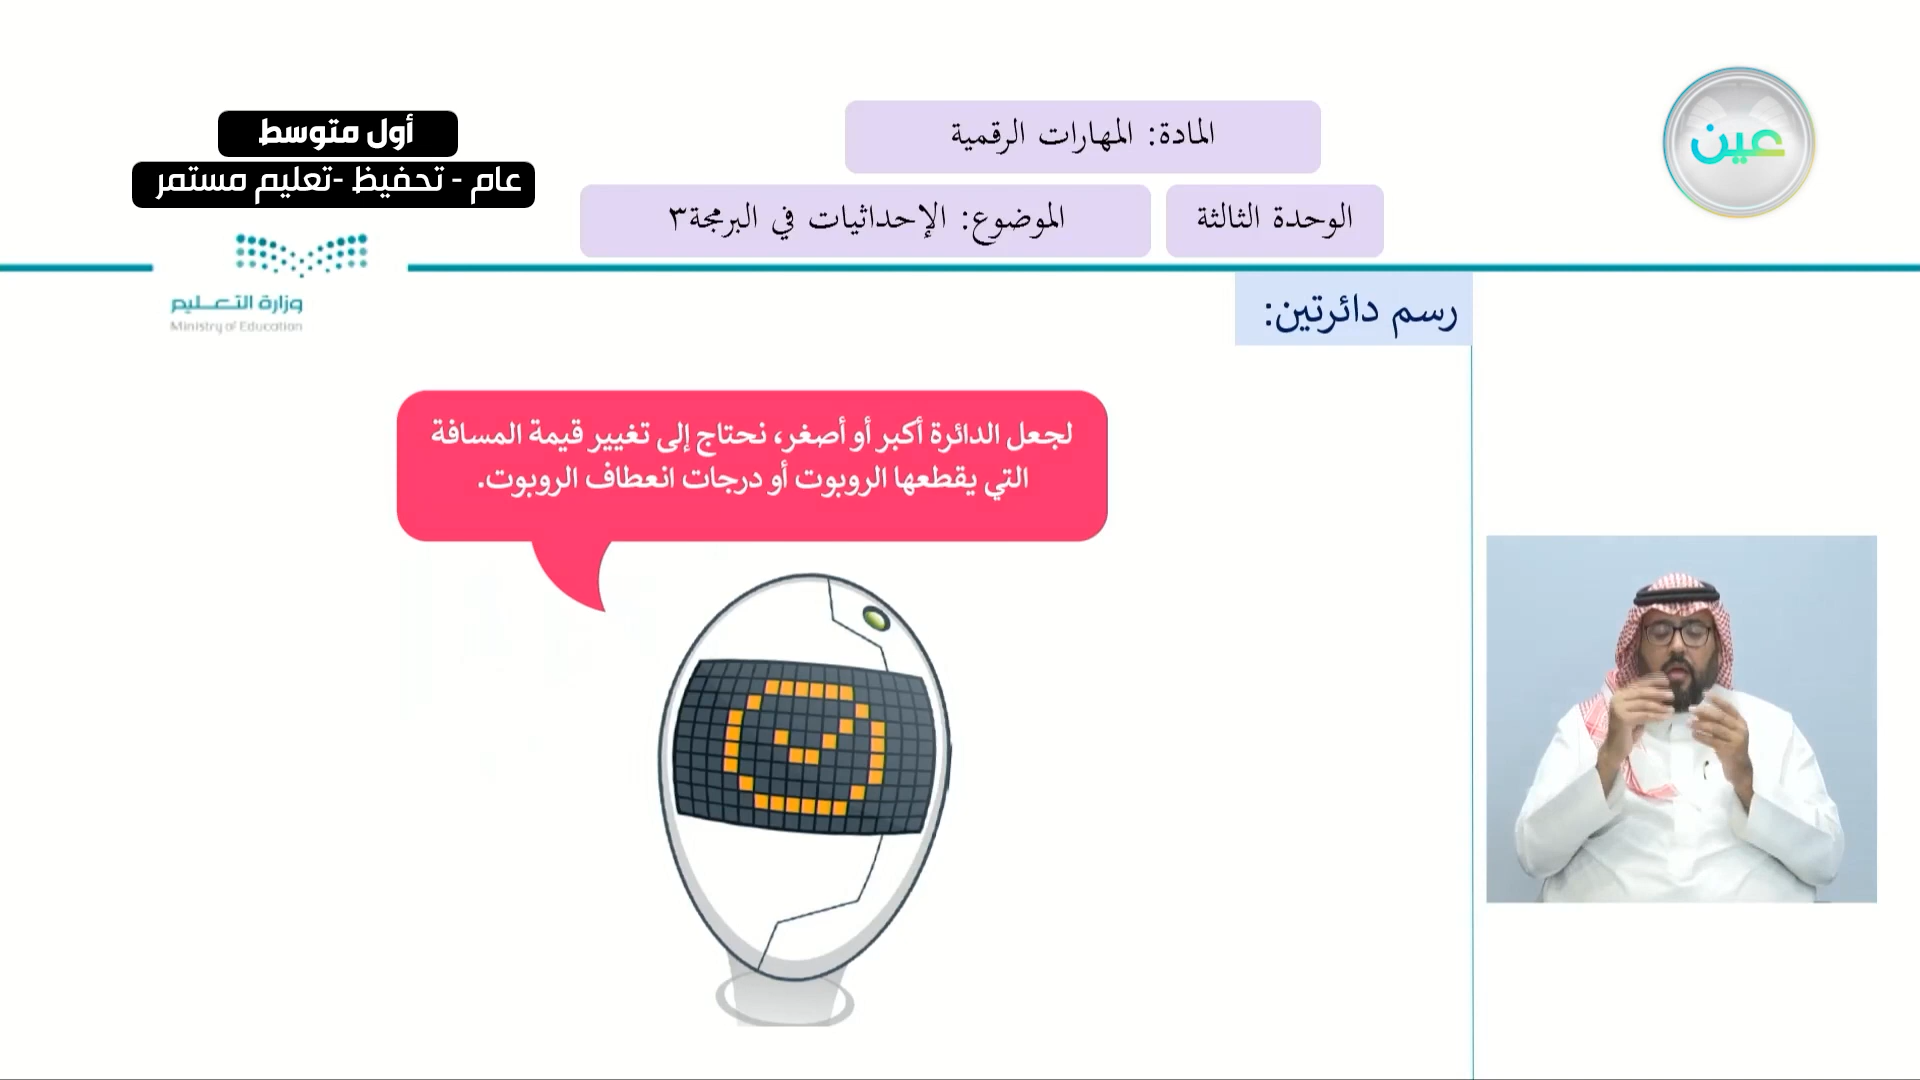 المادة: المهارات الرقمية
الوحدة الثالثة
الموضوع: الإحداثيات في البرمجة٣
أول متوسط
عام - تحفيظ -تعليم مستمر
عين
وزارة التعليم
Ministry of Education
رسم دائرتين:
لجعل الدائرة أكبر أو أصغر، نحتاج إلى تغيير قيمة المسافة
التي يقطعها الروبوت أو درجات انعطاف الروبوت.